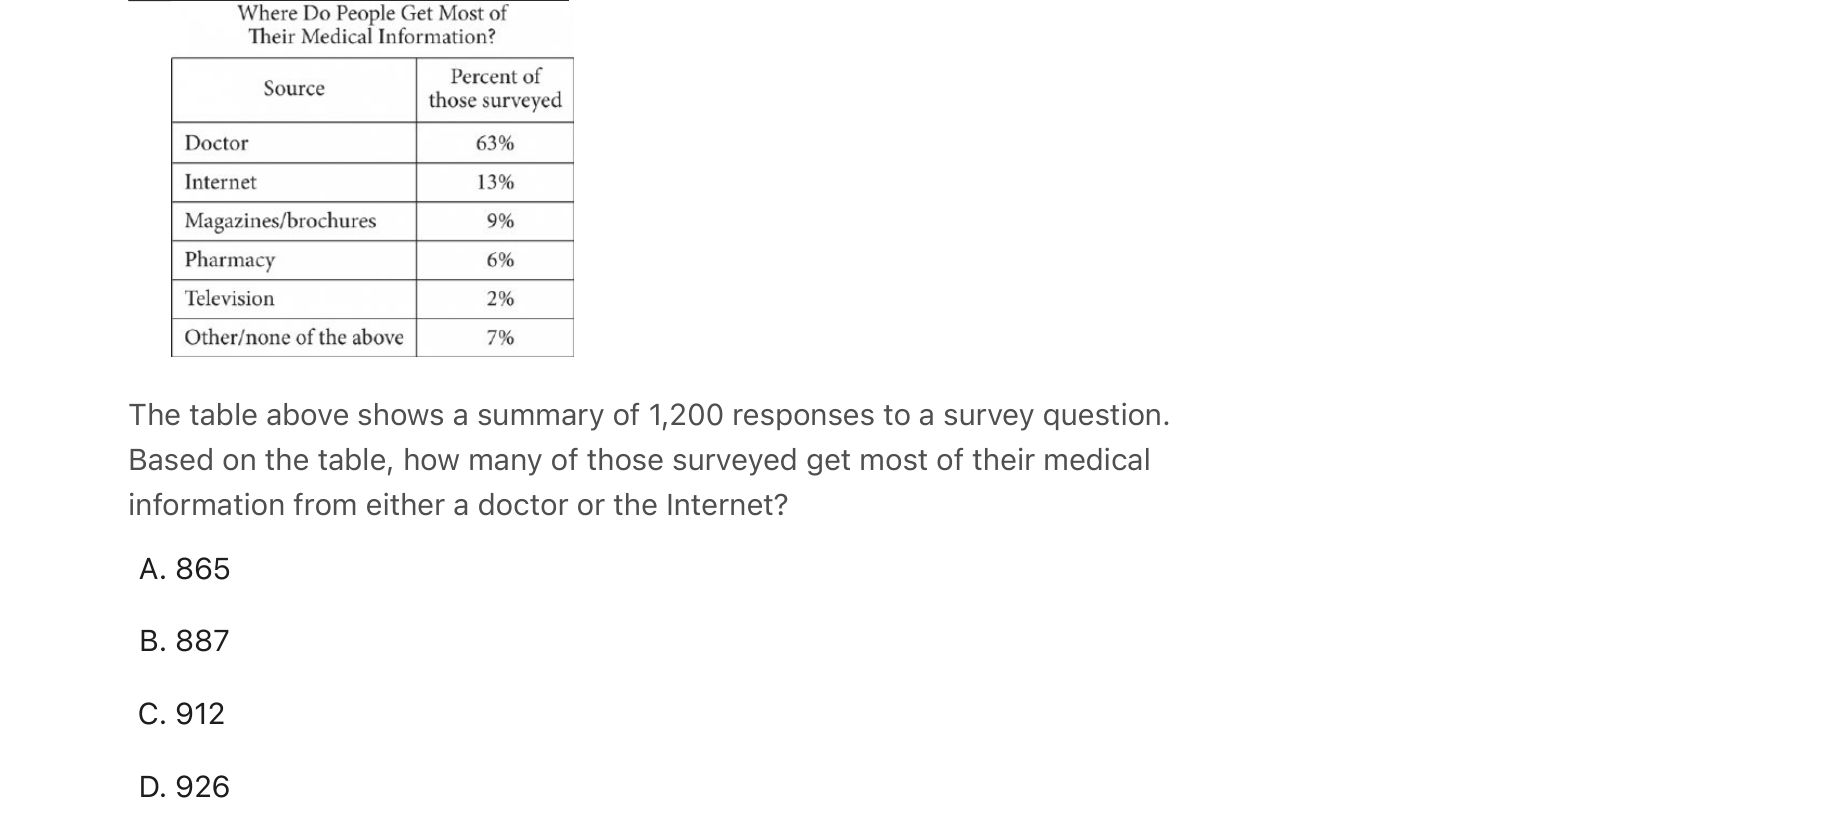 Where Do People Get Most of
Their Medical Information?
Source
Percent of
those surveyed
Doctor 63%
Internet 13%
Magazines/brochures 9%
Pharmacy 6%
Television 2%
Other/none of the above 7%
The table above shows a summary of 1,200 responses to a survey question.
Based on the table, how many of those surveyed get most of their medical
information from either a doctor or the Internet?
A. 865
B. 887
C. 912
D. 926